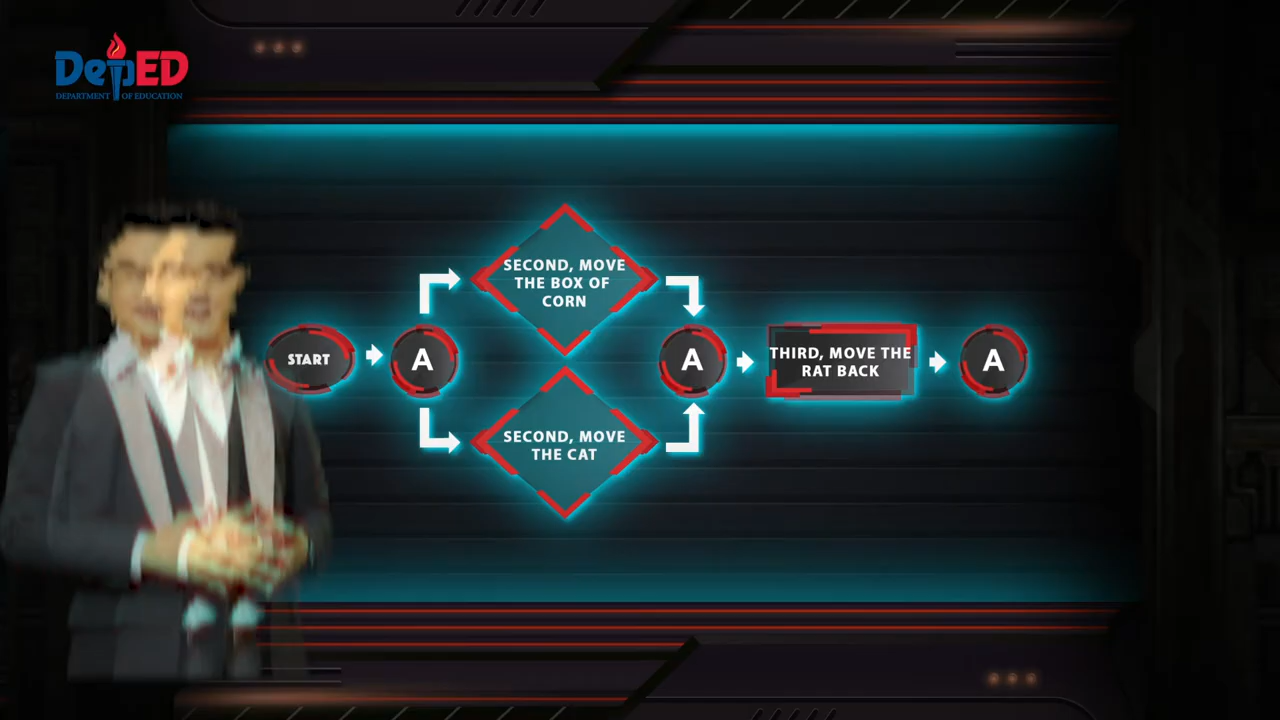 DepED
DEPARTMENT OF EDUCATION
START
A
SECOND, MOVE
THE BOX OF
CORN
SECOND, MOVE
THE CAT
A
THIRD, MOVE THE
RAT BACK
A